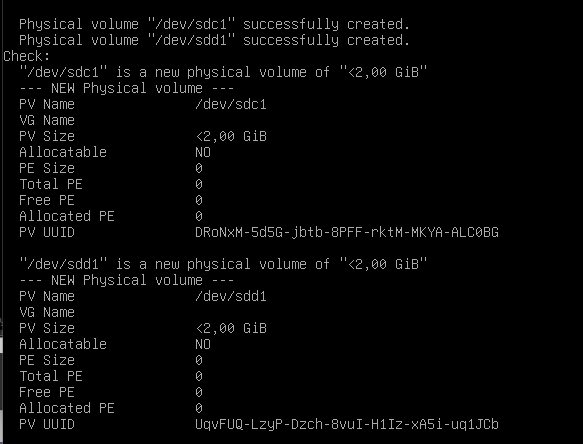 Physical volume "/dev/sdc1" successfully created.
Physical volume "/dev/sdd1" successfully created.
Check:
"/dev/sdc1" is a new physical volume of "<2,00 GiB"
--- NEW Physical volume ---
PV Name /dev/sdc1
VG Name
PV Size <2,00 GiB
Allocatable NO
PE Size 0
Total PE 0
Free PE 0
Allocated PE 0
PV UUID DRoNxM-5d5G-jbtb-8PFF-rktM-MKYA-ALC0BG
"/dev/sdd1" is a new physical volume of "<2,00 GiB"
--- NEW Physical volume ---
PV Name /dev/sdd1
VG Name
PV Size <2,00 GiB
Allocatable NO
PE Size 0
Total PE 0
Free PE 0
Allocated PE 0
PV UUID UqvFUQ-LzyP-Dzch-8vuI-H1Iz-xA5i-uq1JCb